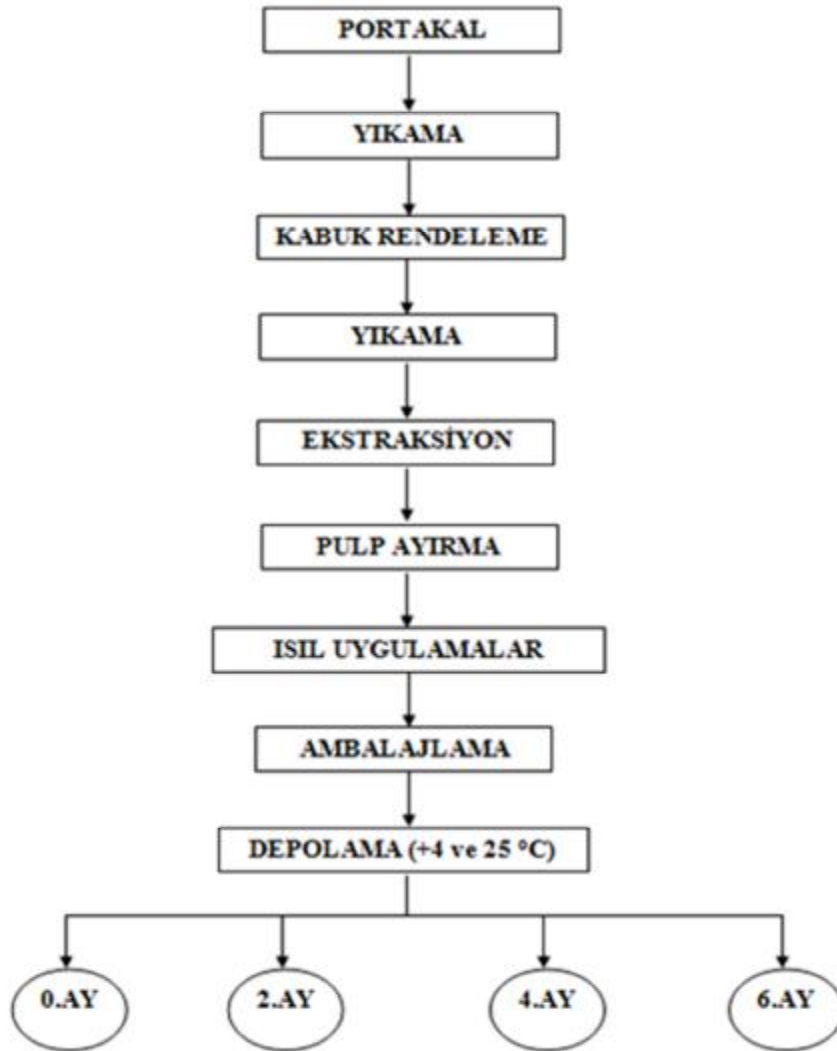 PORTAKAL
YIKAMA
KABUK RENDELEME
YIKAMA
EKSTRAKSİYON
PULP AYIRMA
ISIL UYGULAMALAR
AMBALAJLAMA
DEPOLAMA (+4 ve 25 °C)
0.AY 2.AY 4.AY 6.AY